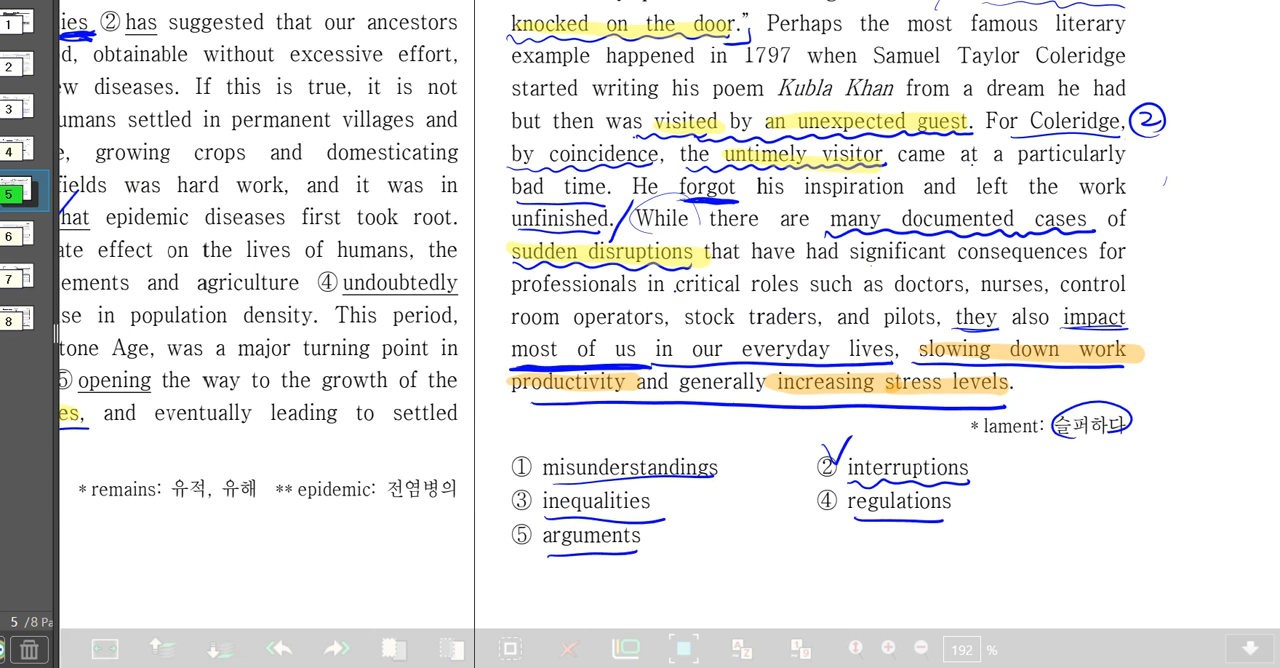 1
2
3
4
5
6
7
8
5 /8 Pa
ies ② has suggested that our ancestors
d, obtainable without excessive effort,
ew diseases. If this is true, it is not
umans settled in permanent villages and
e, growing crops and domesticating
fields was hard work, and it was in
hat epidemic diseases first took root.
ate effect on the lives of humans, the
ements and agriculture ④ undoubtedly
se in population density. This period,
tone Age, was a major turning point in
⑤ opening the way to the growth of the
es, and eventually leading to settled
* remains: 유적, 유해 ** epidemic: 전염병의
knocked on the door." Perhaps the most famous literary
example happened in 1797 when Samuel Taylor Coleridge
started writing his poem Kubla Khan from a dream he had
but then was visited by an unexpected guest. For Coleridge, ②
by coincidence, the untimely visitor came at a particularly
bad time. He forgot his inspiration and left the work
unfinished. While there are many documented cases of
sudden disruptions that have had significant consequences for
professionals in critical roles such as doctors, nurses, control
room operators, stock traders, and pilots, they also impact
most of us in our everyday lives, slowing down work
productivity and generally increasing stress levels.
* lament: 슬퍼하다
① misunderstandings ② interruptions
③ inequalities ④ regulations
⑤ arguments
192 %